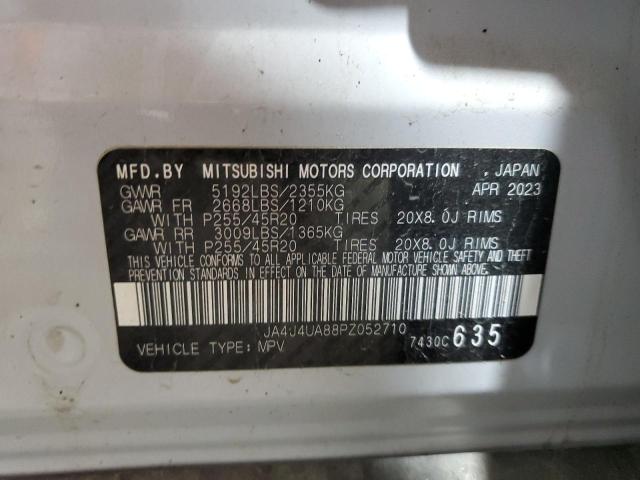 MFD. BY MITSUBISHI MOTORS CORPORATION , JAPAN
GVWR 5192LBS/2355KG APR 2023
GAWR FR 2668LBS/1210KG
WITH P255/45R20 TIRES 20X8.0J RIMS
GAWR RR 3009LBS/1365KG
WITH P255/45R20 TIRES 20X8.0J RIMS
THIS VEHICLE CONFORMS TO ALL APPLICABLE FEDERAL MOTOR VEHICLE SAFETY AND THEFT
PREVENTION STANDARDS IN EFFECT ON THE DATE OF MANUFACTURE SHOWN ABOVE.
JA4J4UA88PZ052710
VEHICLE TYPE: MPV 7430C 635